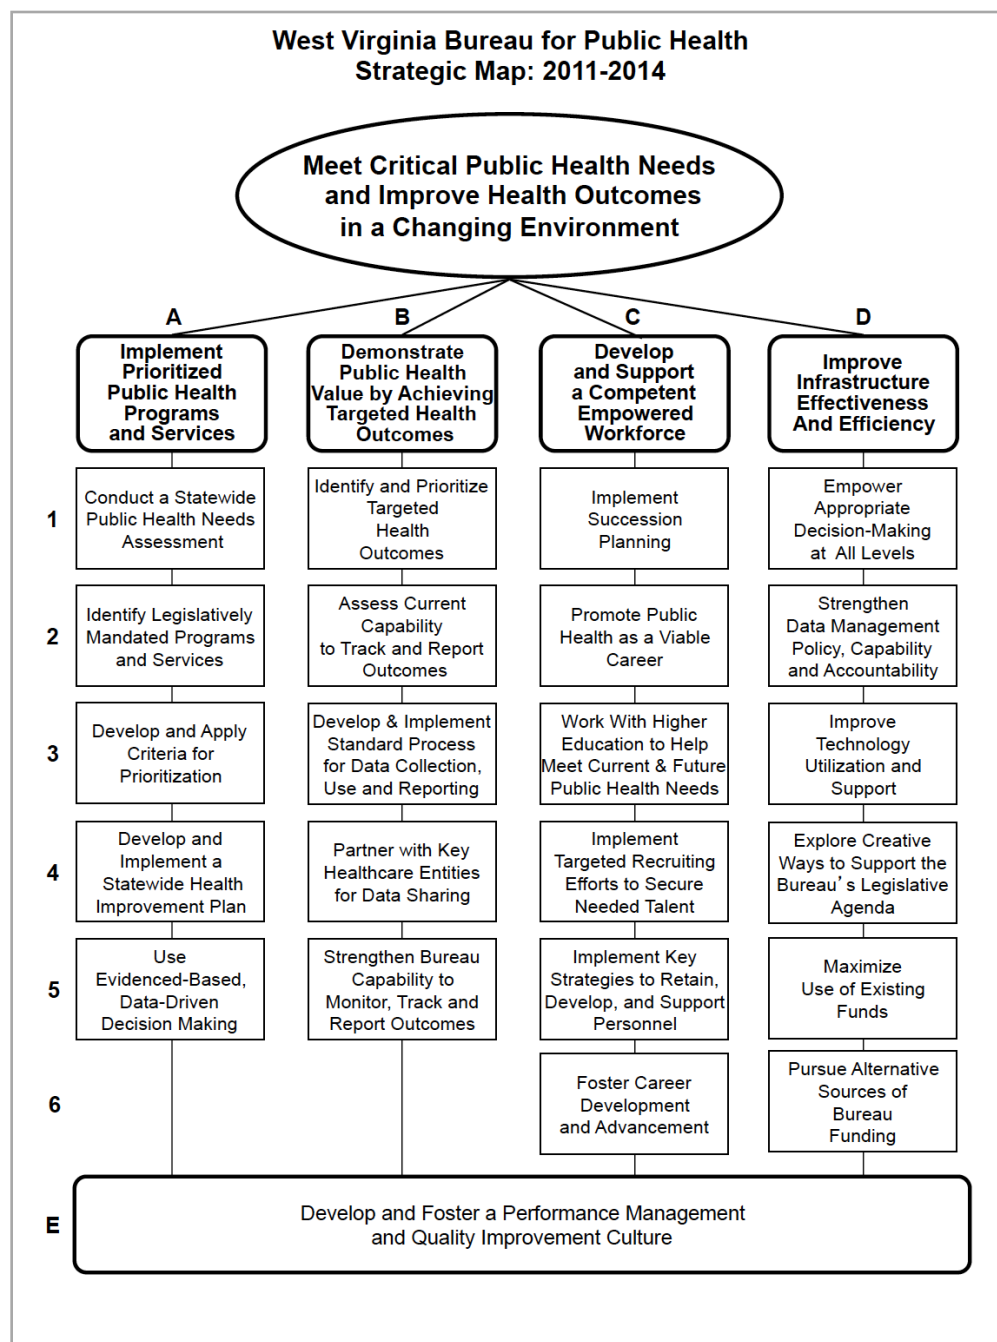 West Virginia Bureau for Public Health
Strategic Map: 2011-2014
Meet Critical Public Health Needs
and Improve Health Outcomes
in a Changing Environment
A
B
C
D
Implement
Prioritized
Public Health
Programs
and Services
Demonstrate
Public Health
Value by Achieving
Targeted Health
Outcomes
Develop
and Support
a Competent
Empowered
Workforce
Improve
Infrastructure
Effectiveness
And Efficiency
1
Conduct a Statewide
Public Health Needs
Assessment
Identify and Prioritize
Targeted
Health
Outcomes
Implement
Succession
Planning
Empower
Appropriate
Decision-Making
at All Levels
2
Identify Legislatively
Mandated Programs
and Services
Assess Current
Capability
to Track and Report
Outcomes
Promote Public
Health as a Viable
Career
Strengthen
Data Management
Policy, Capability
and Accountability
3
Develop and Apply
Criteria for
Prioritization
Develop & Implement
Standard Process
for Data Collection,
Use and Reporting
Work With Higher
Education to Help
Meet Current & Future
Public Health Needs
Improve
Technology
Utilization and
Support
4
Develop and
Implement a
Statewide Health
Improvement Plan
Partner with Key
Healthcare Entities
for Data Sharing
Implement
Targeted Recruiting
Efforts to Secure
Needed Talent
Explore Creative
Ways to Support the
Bureau's Legislative
Agenda
5
Use
Evidenced-Based,
Data-Driven
Decision Making
Strengthen Bureau
Capability to
Monitor, Track and
Report Outcomes
Implement Key
Strategies to Retain,
Develop, and Support
Personnel
Maximize
Use of Existing
Funds
6
Foster Career
Development
and Advancement
Pursue Alternative
Sources of
Bureau
Funding
E
Develop and Foster a Performance Management
and Quality Improvement Culture